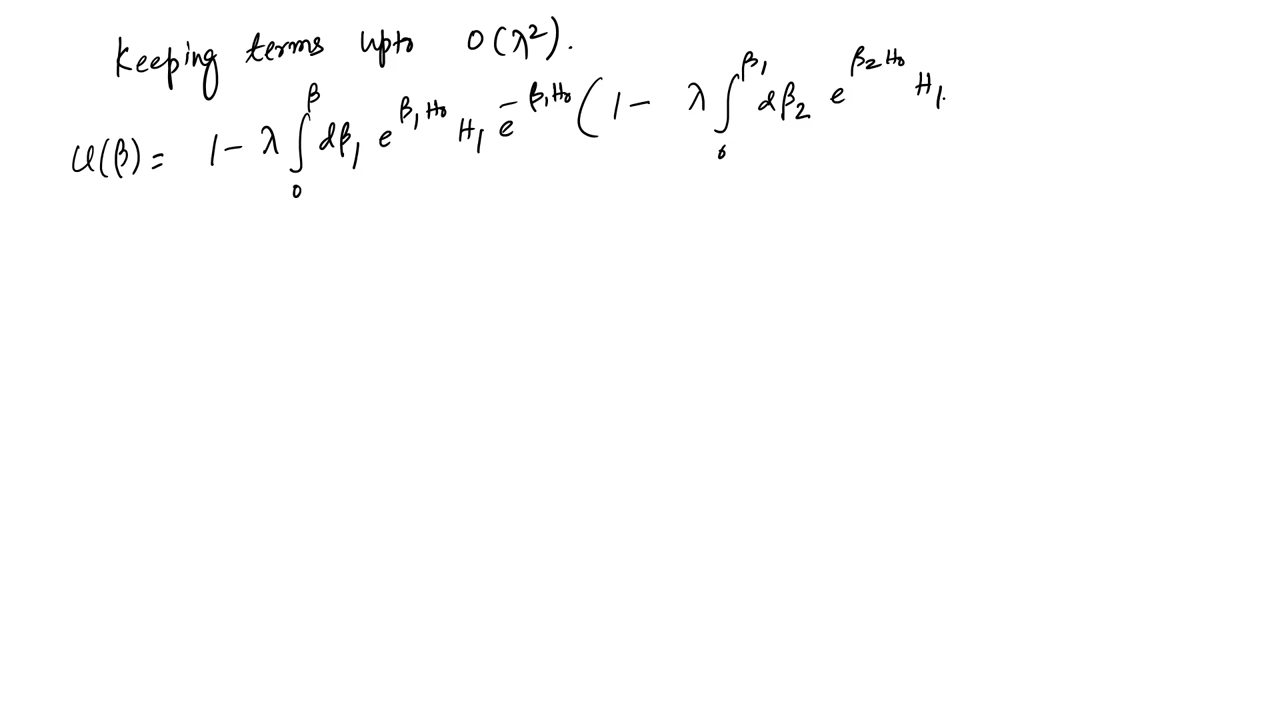 Keeping terms upto O(λ²).
U(β) = 1 - λ ∫₀^β dβ₁ e^{β₁H₀} H₁ e^{-β₁H₀} (1 - λ ∫₀^{β₁} dβ₂ e^{β₂H₀} H₁.